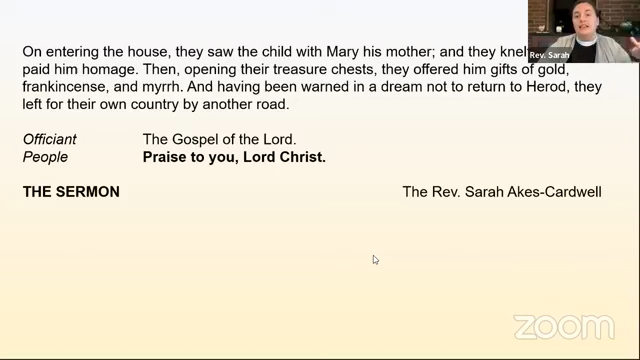 On entering the house, they saw the child with Mary his mother; and they
paid him homage. Then, opening their treasure chests, they offered him gifts of gold,
frankincense, and myrrh. And having been warned in a dream not to return to Herod, they
left for their own country by another road.
Officiant The Gospel of the Lord.
People Praise to you, Lord Christ.
THE SERMON The Rev. Sarah Akes-Cardwell
Rev. Sarah
zoom